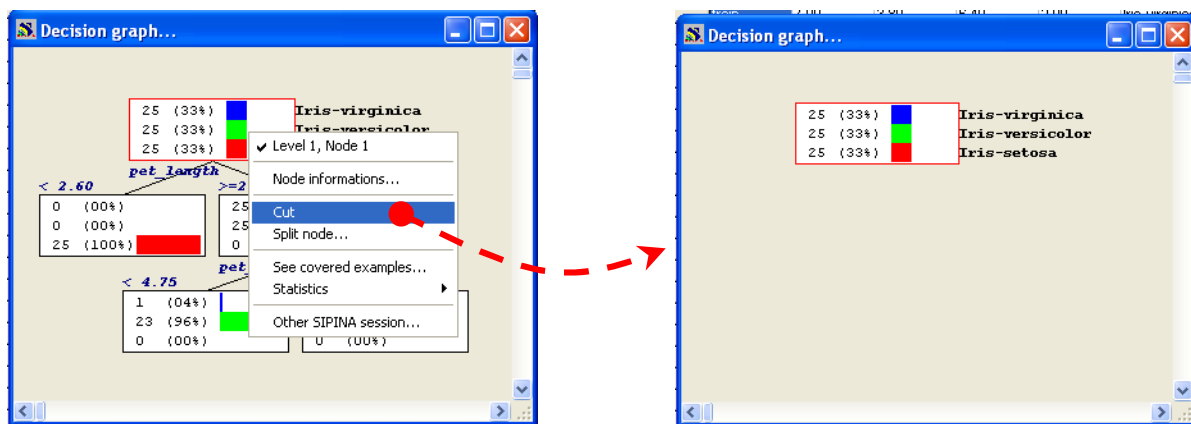 Decision graph...
25 (33%) Iris-virginica
25 (33%) Iris-versicolor
25 (33%)
pet_length
< 2.60 >=2
0 (00%)
0 (00%)
25 (100%)
25
25
0
pet_
< 4.75
1 (04%)
23 (96%)
0 (00%)
0 (00%)
Level 1, Node 1
Node informations...
Cut
Split node...
See covered examples...
Statistics
Other SIPINA session...
Decision graph...
25 (33%) Iris-virginica
25 (33%) Iris-versicolor
25 (33%) Iris-setosa